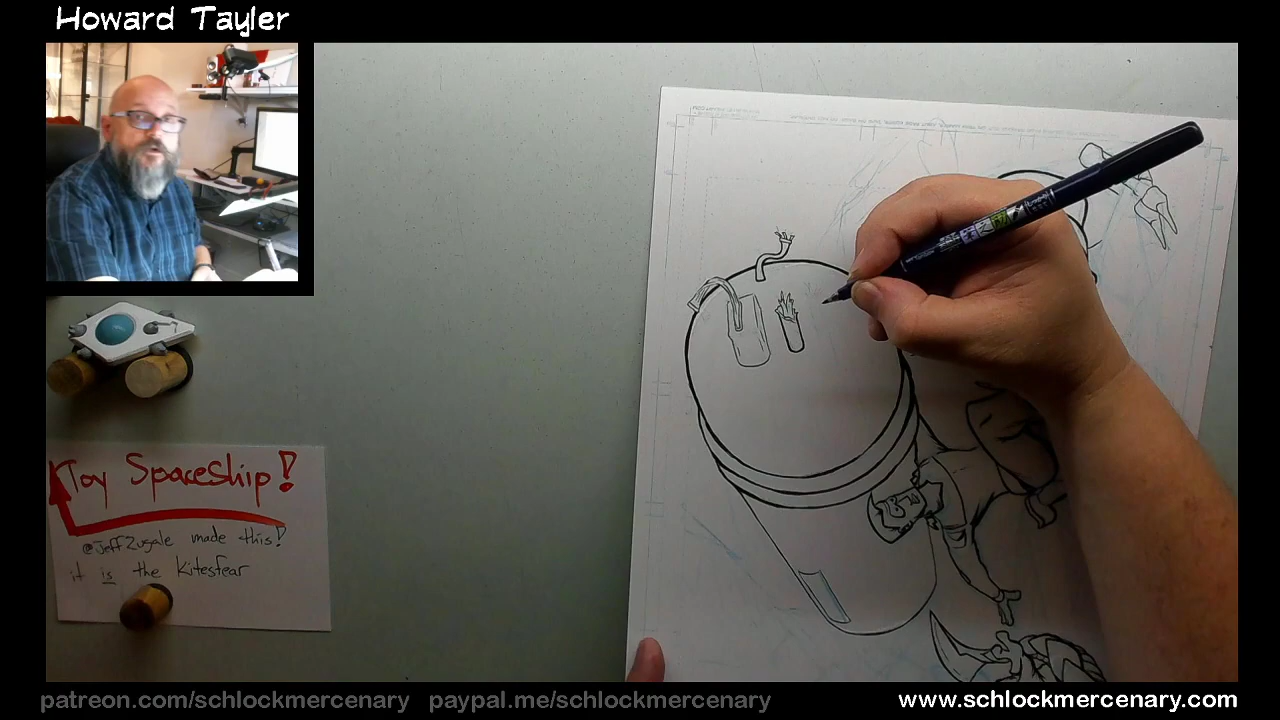 Howard Tayler
Toy Spaceship!
@JeffZugale made this!
it is the Kitesfear
patreon.com/schlockmercenary paypal.me/schlockmercenary www.schlockmercenary.com